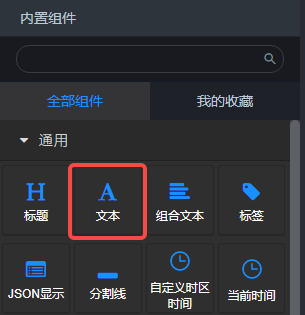 内置组件
全部组件
我的收藏
通用
H
A
标题
文本
组合文本
标签
JSON显示
分割线
自定义时区
时间
当前时间